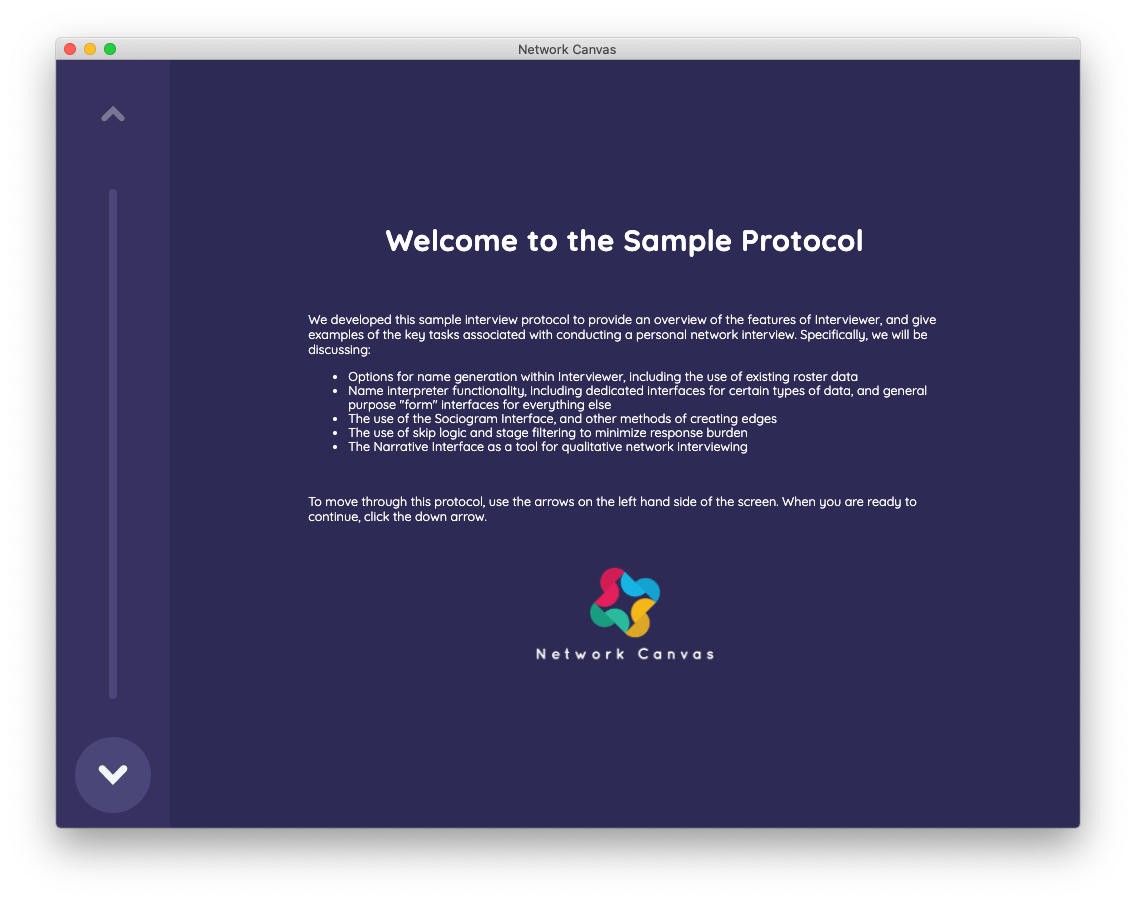 Network Canvas
Welcome to the Sample Protocol
We developed this sample interview protocol to provide an overview of the features of Interviewer, and give
examples of the key tasks associated with conducting a personal network interview. Specifically, we will be
discussing:
• Options for name generation within Interviewer, including the use of existing roster data
• Name interpreter functionality, including dedicated interfaces for certain types of data, and general
purpose "form" interfaces for everything else
• The use of the Sociogram Interface, and other methods of creating edges
• The use of skip logic and stage filtering to minimize response burden
• The Narrative Interface as a tool for qualitative network interviewing
To move through this protocol, use the arrows on the left hand side of the screen. When you are ready to
continue, click the down arrow.
Network Canvas